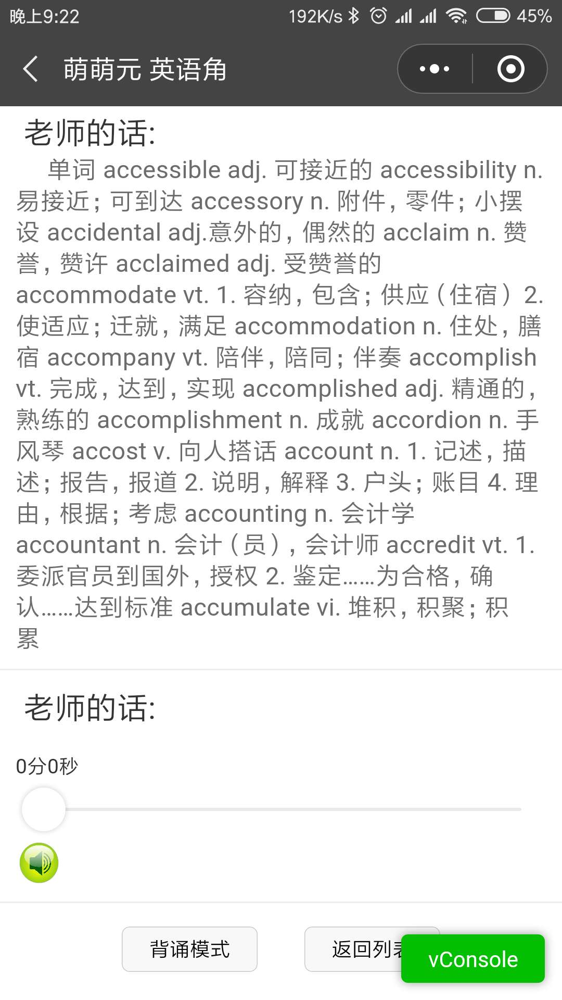 晚上9:22 192K/s 45%
萌萌元 英语角
老师的话:
单词 accessible adj. 可接近的 accessibility n.
易接近；可到达 accessory n. 附件，零件；小摆
设 accidental adj.意外的，偶然的 acclaim n. 赞
誉，赞许 acclaimed adj. 受赞誉的
accommodate vt. 1. 容纳，包含；供应（住宿）2.
使适应；迁就，满足 accommodation n. 住处，膳
宿 accompany vt. 陪伴，陪同；伴奏 accomplish
vt. 完成，达到，实现 accomplished adj. 精通的，
熟练的 accomplishment n. 成就 accordion n. 手
风琴 accost v. 向人搭话 account n. 1. 记述，描
述；报告，报道 2. 说明，解释 3. 户头；账目 4. 理
由，根据；考虑 accounting n. 会计学
accountant n. 会计（员），会计师 accredit vt. 1.
委派官员到国外，授权 2. 鉴定……为合格，确
认……达到标准 accumulate vi. 堆积，积聚；积
累
老师的话:
0分0秒
背诵模式 返回列表 vConsole